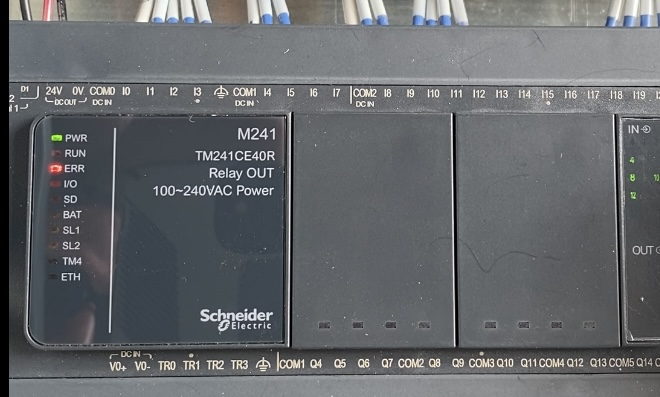 D1 24V 0V COM0 I0 I1 I2 I3 COM1 I4 I5 I6 I7 COM2 I8 I9 I10 I11 I12 I13 I14 I15 I16 I17 I18 I19
DC OUT DC IN DC IN DC IN
M241
TM241CE40R
Relay OUT
100~240VAC Power
PWR
RUN
ERR
I/O
SD
BAT
SL1
SL2
TM4
ETH
Schneider
Electric
IN
4
8 10
12
OUT
DC IN
V0+ V0- TR0 TR1 TR2 TR3 COM1 Q4 Q5 Q6 Q7 COM2 Q8 Q9 COM3 Q10 Q11 COM4 Q12 Q13 COM5 Q14